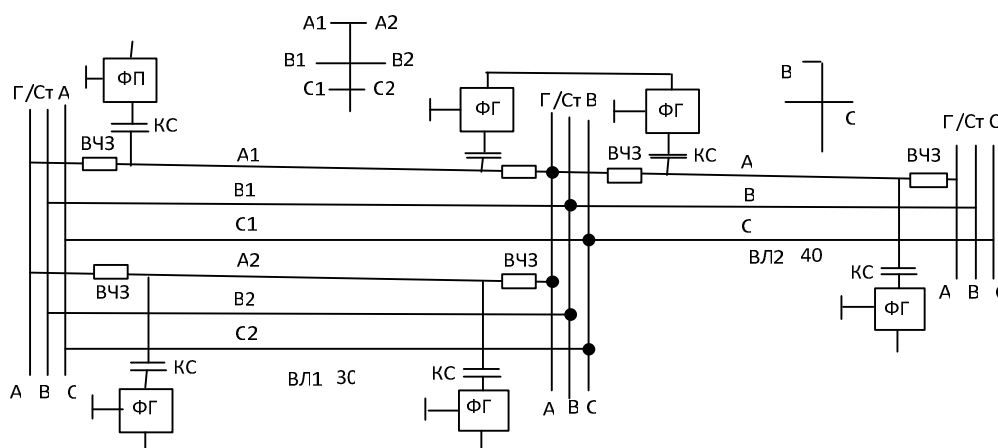 А1 А2
В1 В2
С1 С2
В
С
ФП
КС
ФГ
ФГ
КС
Г/Ст А
Г/Ст В
Г/Ст С
ВЧЗ
А1
ВЧЗ
А
ВЧЗ
В1
В
С1
С
ВЛ2 40
А2
ВЧЗ
ВЧЗ
КС
А В С
ФГ
В2
С2
КС
ВЛ1 30
КС
А В С
А В С
ФГ
ФГ